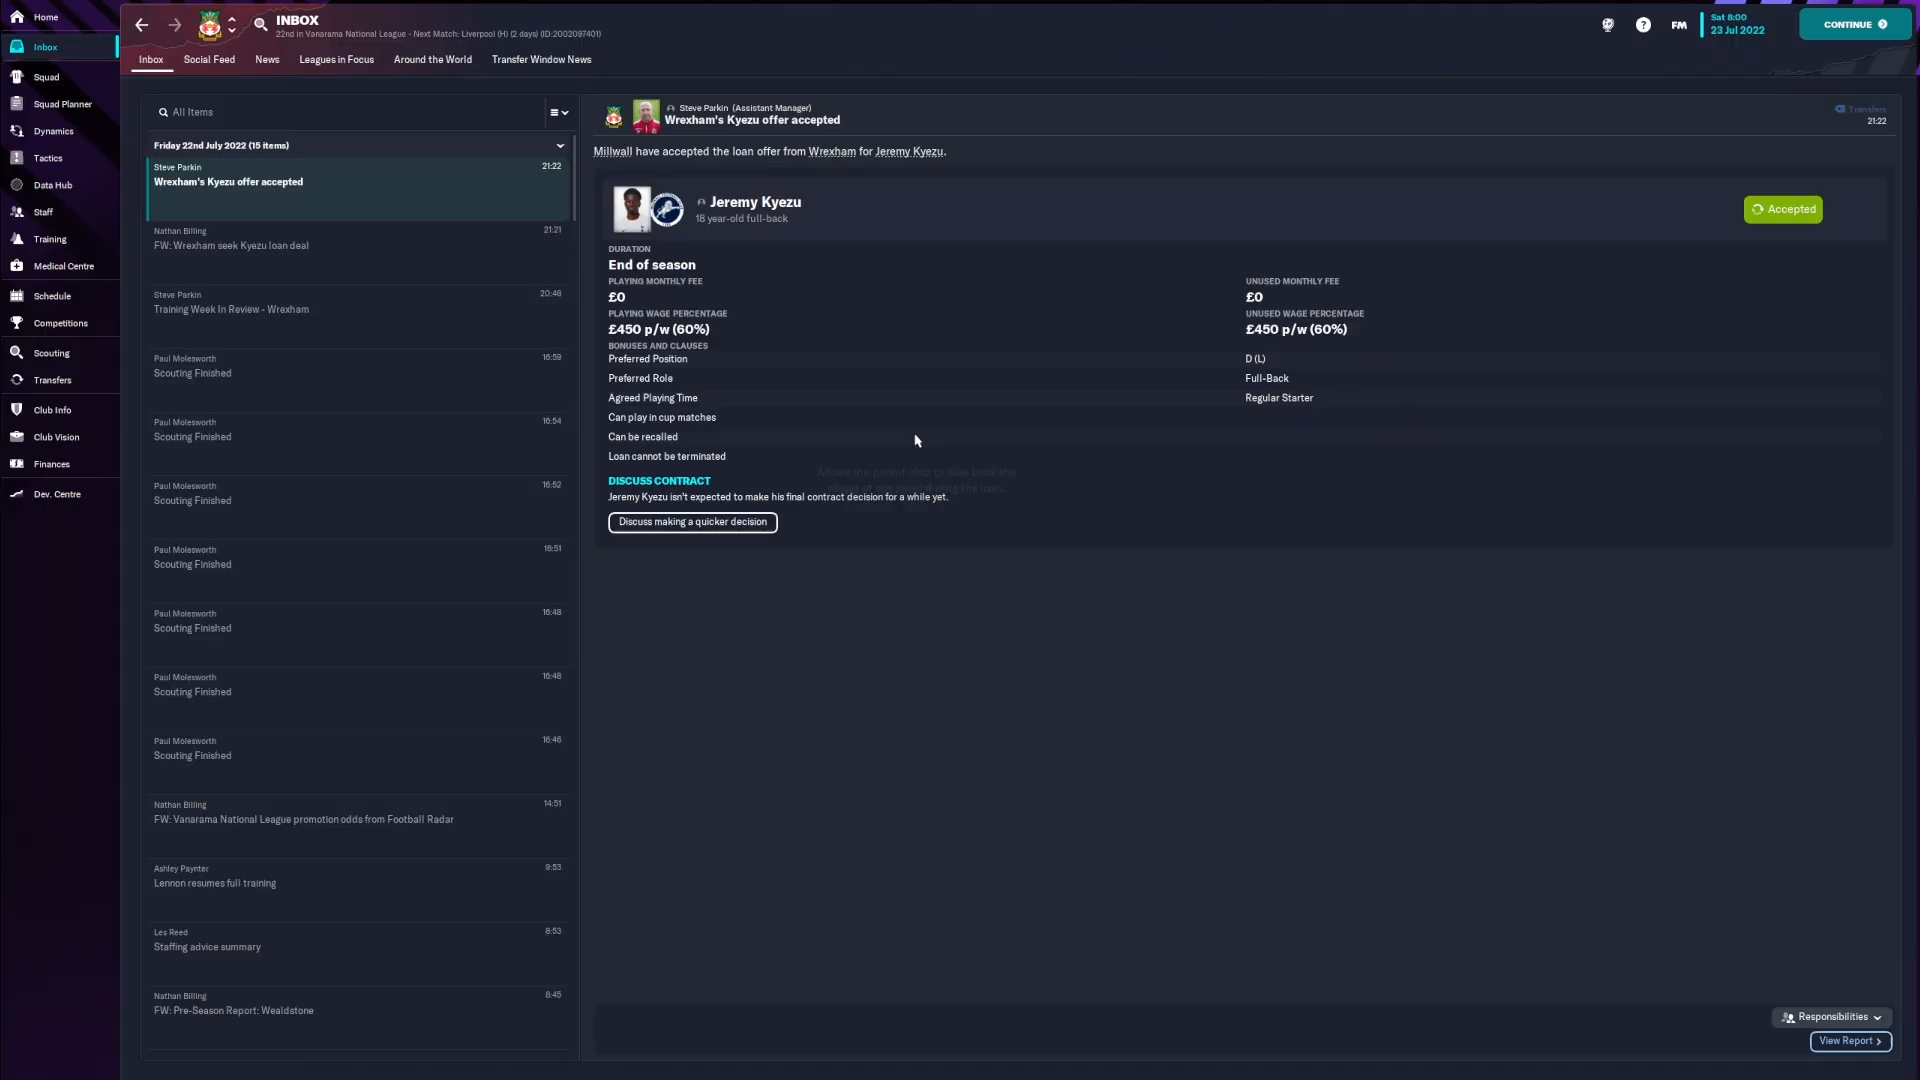 Home
Inbox
Squad
Squad Planner
Dynamics
Tactics
Data Hub
Staff
Training
Medical Centre
Schedule
Competitions
Scouting
Transfers
Club Info
Club Vision
Finances
Dev. Centre
INBOX
22nd in Vanarama National League - Next Match: Liverpool (H) (2 days) (ID:2002097401)
FM
Sat 8:00
23 Jul 2022
CONTINUE
Inbox Social Feed News Leagues in Focus Around the World Transfer Window News
All Items
Friday 22nd July 2022 (15 items)
Steve Parkin 21:22
Wrexham's Kyezu offer accepted
Nathan Billing 21:21
FW: Wrexham seek Kyezu loan deal
Steve Parkin 20:48
Training Week In Review - Wrexham
Paul Molesworth 16:59
Scouting Finished
Paul Molesworth 16:54
Scouting Finished
Paul Molesworth 16:52
Scouting Finished
Paul Molesworth 16:51
Scouting Finished
Paul Molesworth 16:48
Scouting Finished
Paul Molesworth 16:48
Scouting Finished
Paul Molesworth 16:46
Scouting Finished
Nathan Billing 14:51
FW: Vanarama National League promotion odds from Football Radar
Ashley Paynter 9:53
Lennon resumes full training
Les Reed 8:53
Staffing advice summary
Nathan Billing 8:45
FW: Pre-Season Report: Wealdstone
Steve Parkin (Assistant Manager)
Wrexham's Kyezu offer accepted
Transfers
21:22
Millwall have accepted the loan offer from Wrexham for Jeremy Kyezu.
Jeremy Kyezu
18 year-old full-back
Accepted
DURATION
End of season
PLAYING MONTHLY FEE UNUSED MONTHLY FEE
£0 £0
PLAYING WAGE PERCENTAGE UNUSED WAGE PERCENTAGE
£450 p/w (60%) £450 p/w (60%)
BONUSES AND CLAUSES
Preferred Position D (L)
Preferred Role Full-Back
Agreed Playing Time Regular Starter
Can play in cup matches
Can be recalled
Loan cannot be terminated
Allows the parent club to take back the
DISCUSS CONTRACT
Jeremy Kyezu isn't expected to make his final contract decision for a while yet.
Discuss making a quicker decision
Responsibilities
View Report